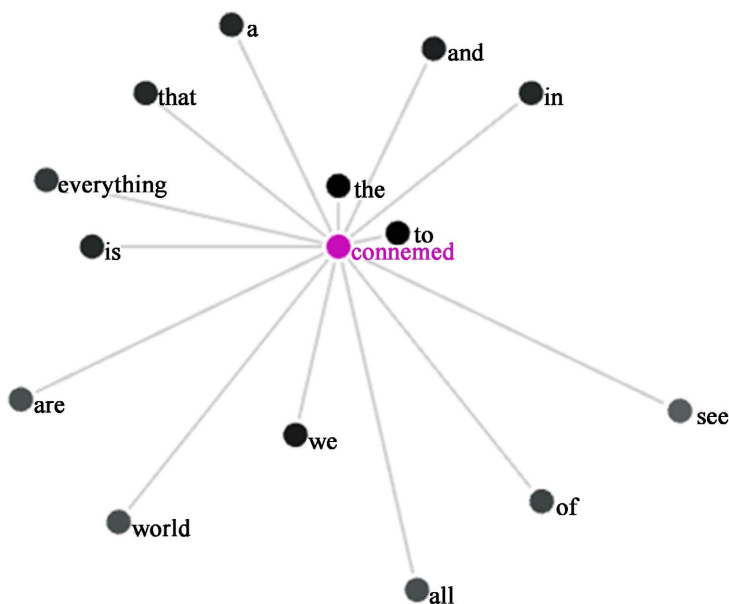 a
and
that
in
everything
the
to
is
connemed
are
see
we
of
world
all